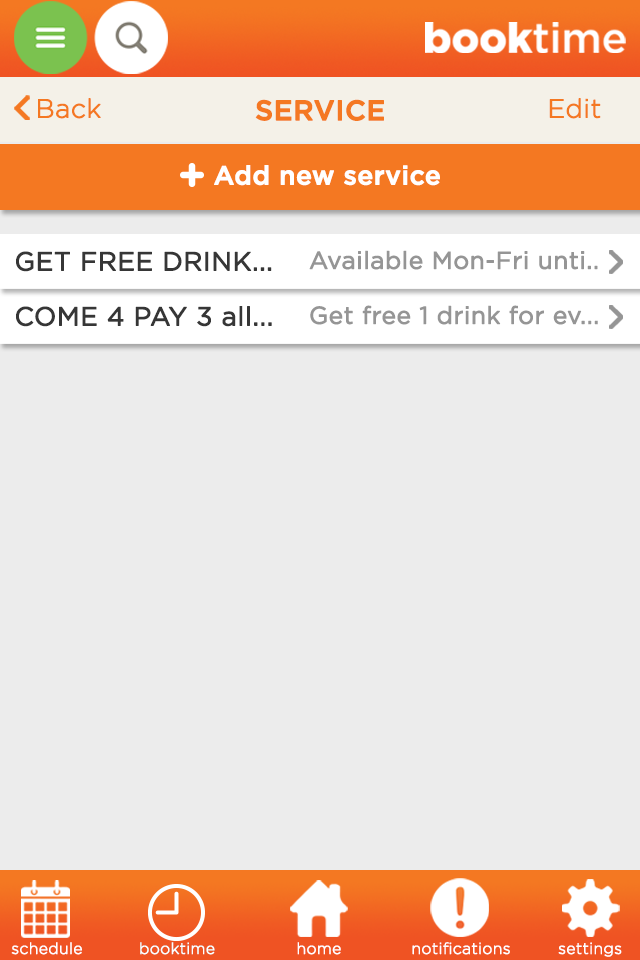 booktime
Back SERVICE Edit
Add new service
GET FREE DRINK... Available Mon-Fri unti..
COME 4 PAY 3 all... Get free 1 drink for ev...
schedule booktime home notifications settings